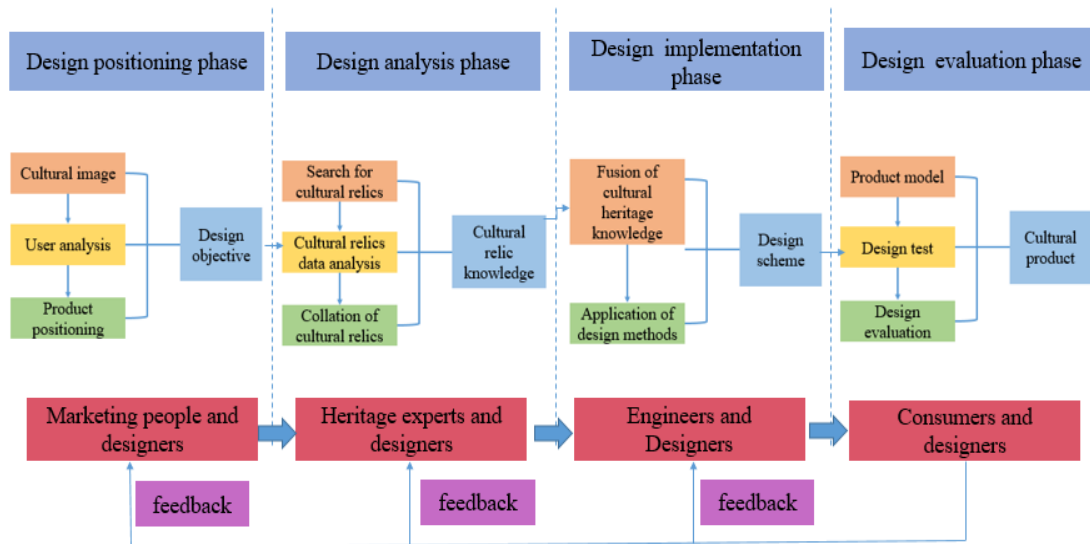 Design positioning phase
Design analysis phase
Design implementation
phase
Design evaluation phase
Cultural image
User analysis
Product
positioning
Design
objective
Search for
cultural relics
Cultural relics
data analysis
Collation of
cultural relics
Cultural
relic
knowledge
Fusion of
cultural
heritage
knowledge
Application of
design methods
Design
scheme
Product model
Design test
Design
evaluation
Cultural
product
Marketing people and
designers
Heritage experts and
designers
Engineers and
Designers
Consumers and
designers
feedback
feedback
feedback